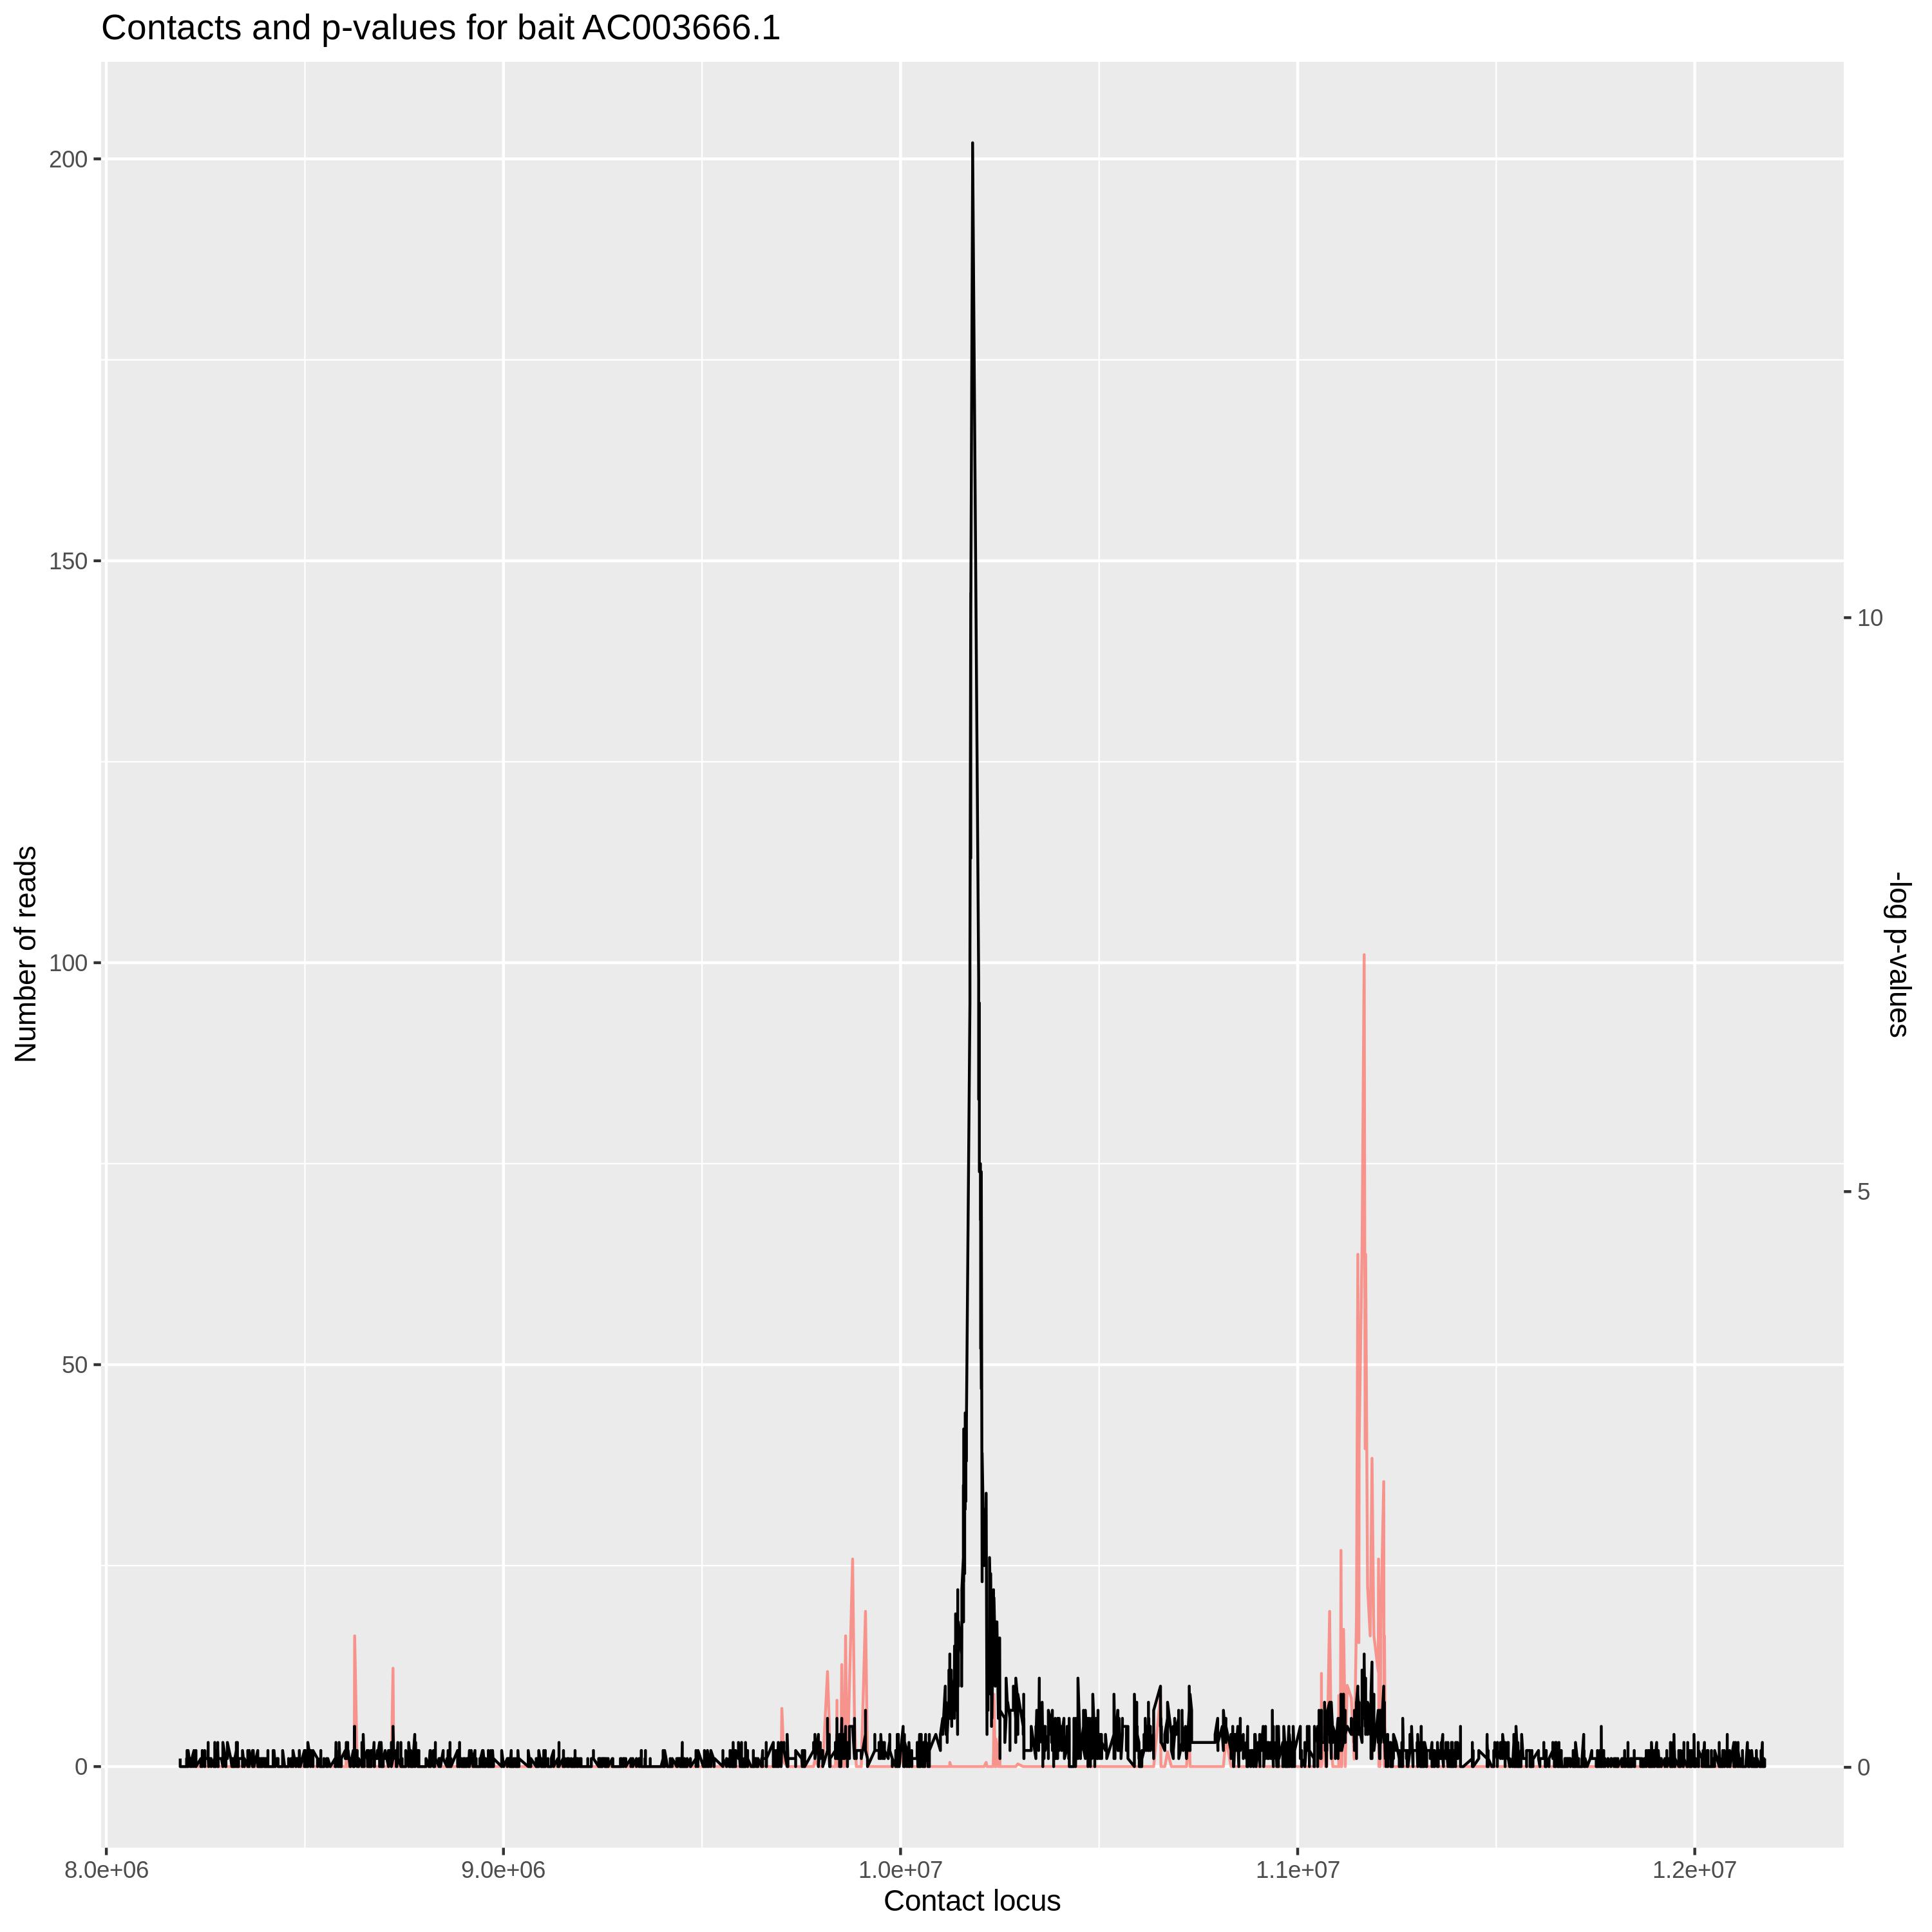 Contacts and p-values for bait AC003666.1
200
150
100
50
0
Number of reads
10
5
0
-log p-values
8.0e+06
9.0e+06
1.0e+07
1.1e+07
1.2e+07
Contact locus